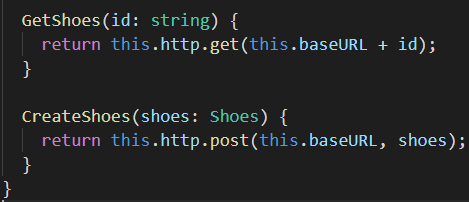 GetShoes(id: string) {
return this.http.get(this.baseURL + id);
}
CreateShoes(shoes: Shoes) {
return this.http.post(this.baseURL, shoes);
}
}